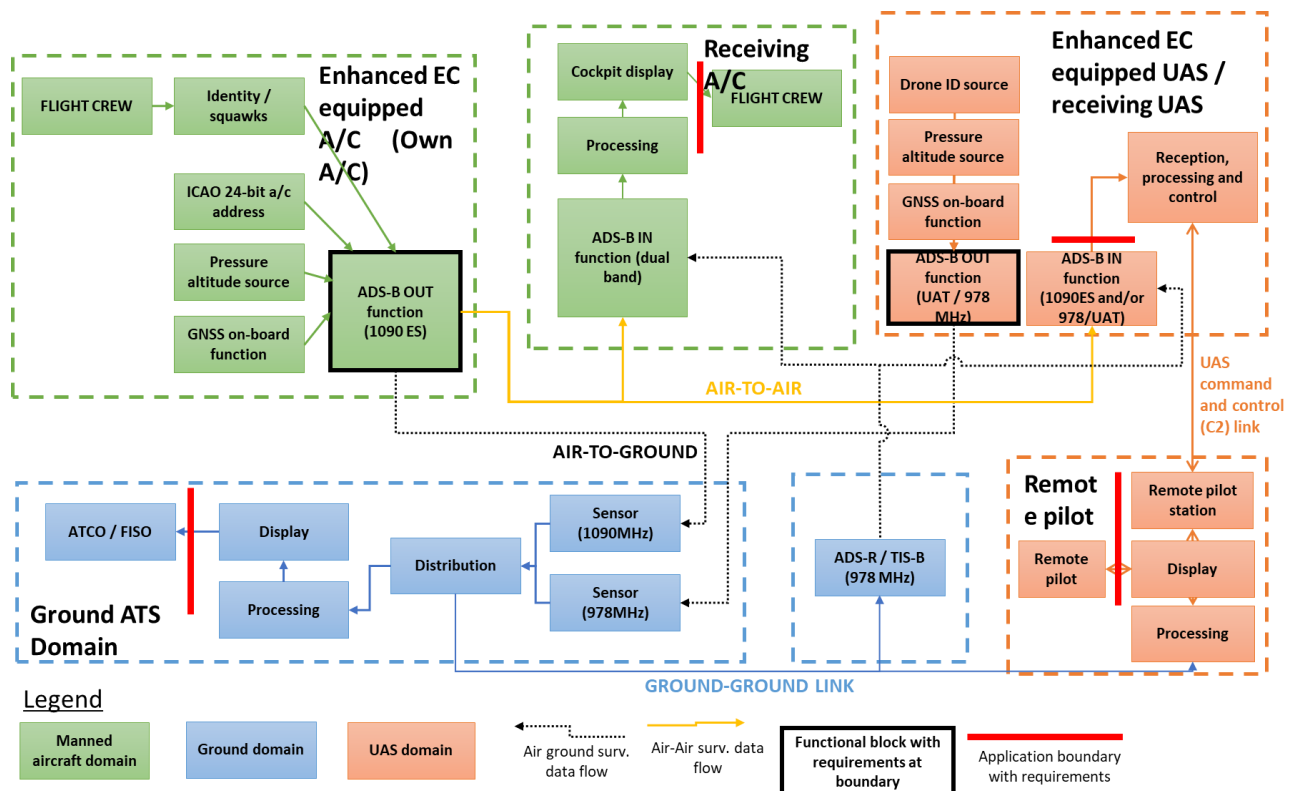 Enhanced EC
equipped
A/C (Own
A/C)
FLIGHT CREW
Identity /
squawks
ICAO 24-bit a/c
address
Pressure
altitude source
GNSS on-board
function
ADS-B OUT
function
(1090 ES)
Receiving
A/C
Cockpit display
FLIGHT CREW
Processing
ADS-B IN
function (dual
band)
Enhanced EC
equipped UAS /
receiving UAS
Drone ID source
Pressure
altitude source
GNSS on-board
function
ADS-B OUT
function
(UAT / 978
MHz)
Reception,
processing and
control
ADS-B IN
function
(1090ES and/or
978/UAT)
AIR-TO-AIR
AIR-TO-GROUND
UAS
command
and control
(C2) link
ATCO / FISO
Display
Processing
Distribution
Sensor
(1090MHz)
Sensor
(978MHz)
Ground ATS
Domain
ADS-R / TIS-B
(978 MHz)
Remot
e pilot
Remote pilot
station
Remote
pilot
Display
Processing
GROUND-GROUND LINK
Legend
Manned
aircraft domain
Ground domain
UAS domain
Air ground surv.
data flow
Air-Air surv. data
flow
Functional block with
requirements at
boundary
Application boundary
with requirements